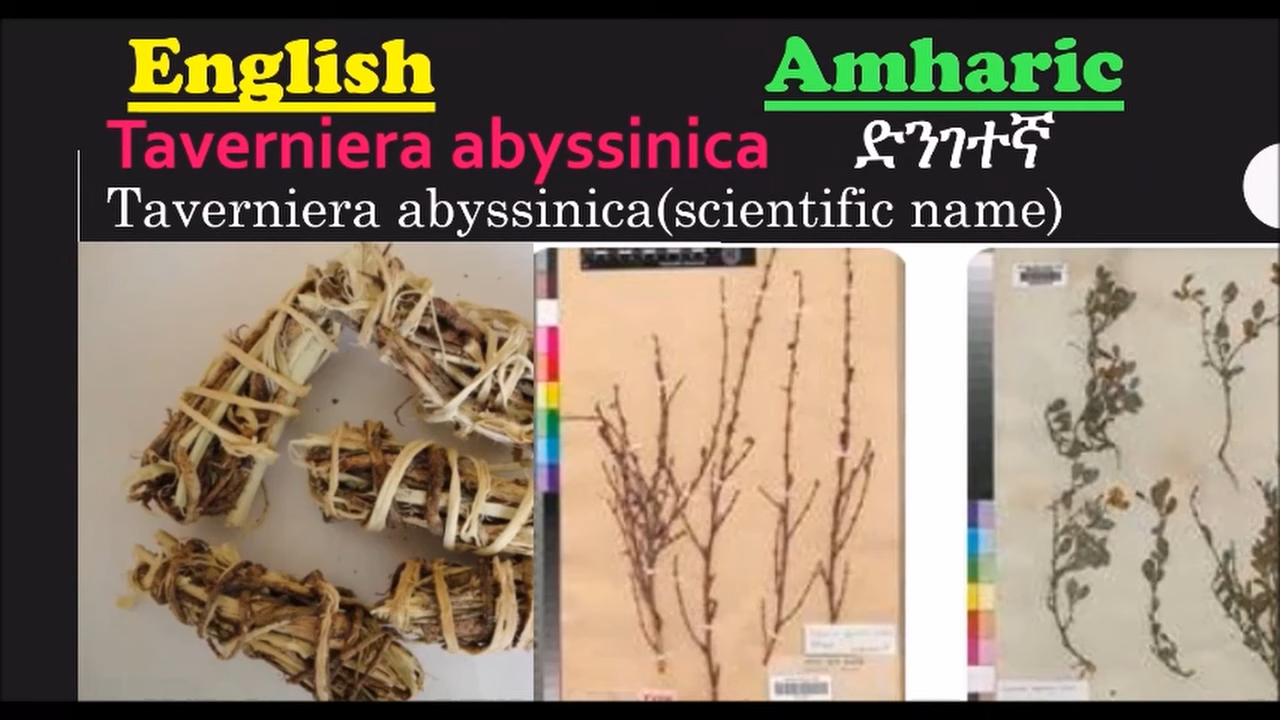 English Amharic
Taverniera abyssinica ድንገተኛ
Taverniera abyssinica(scientific name)